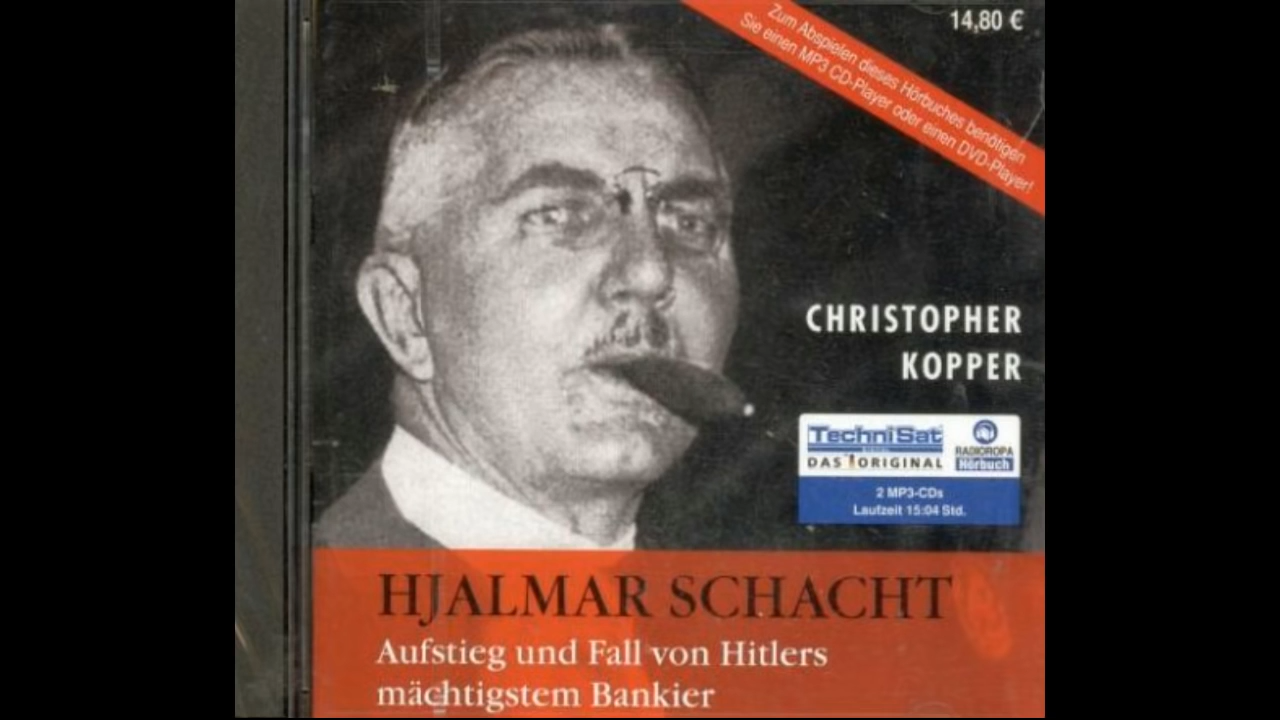 14,80 €
Zum Abspielen dieses Hörbuches benötigen
Sie einen MP3 CD-Player oder einen DVD-Player!
CHRISTOPHER
KOPPER
TechniSat
DAS 1 ORIGINAL
RADIOROPA
Hörbuch
2 MP3-CDs
Laufzeit 15:04 Std.
HJALMAR SCHACHT
Aufstieg und Fall von Hitlers
mächtigstem Bankier